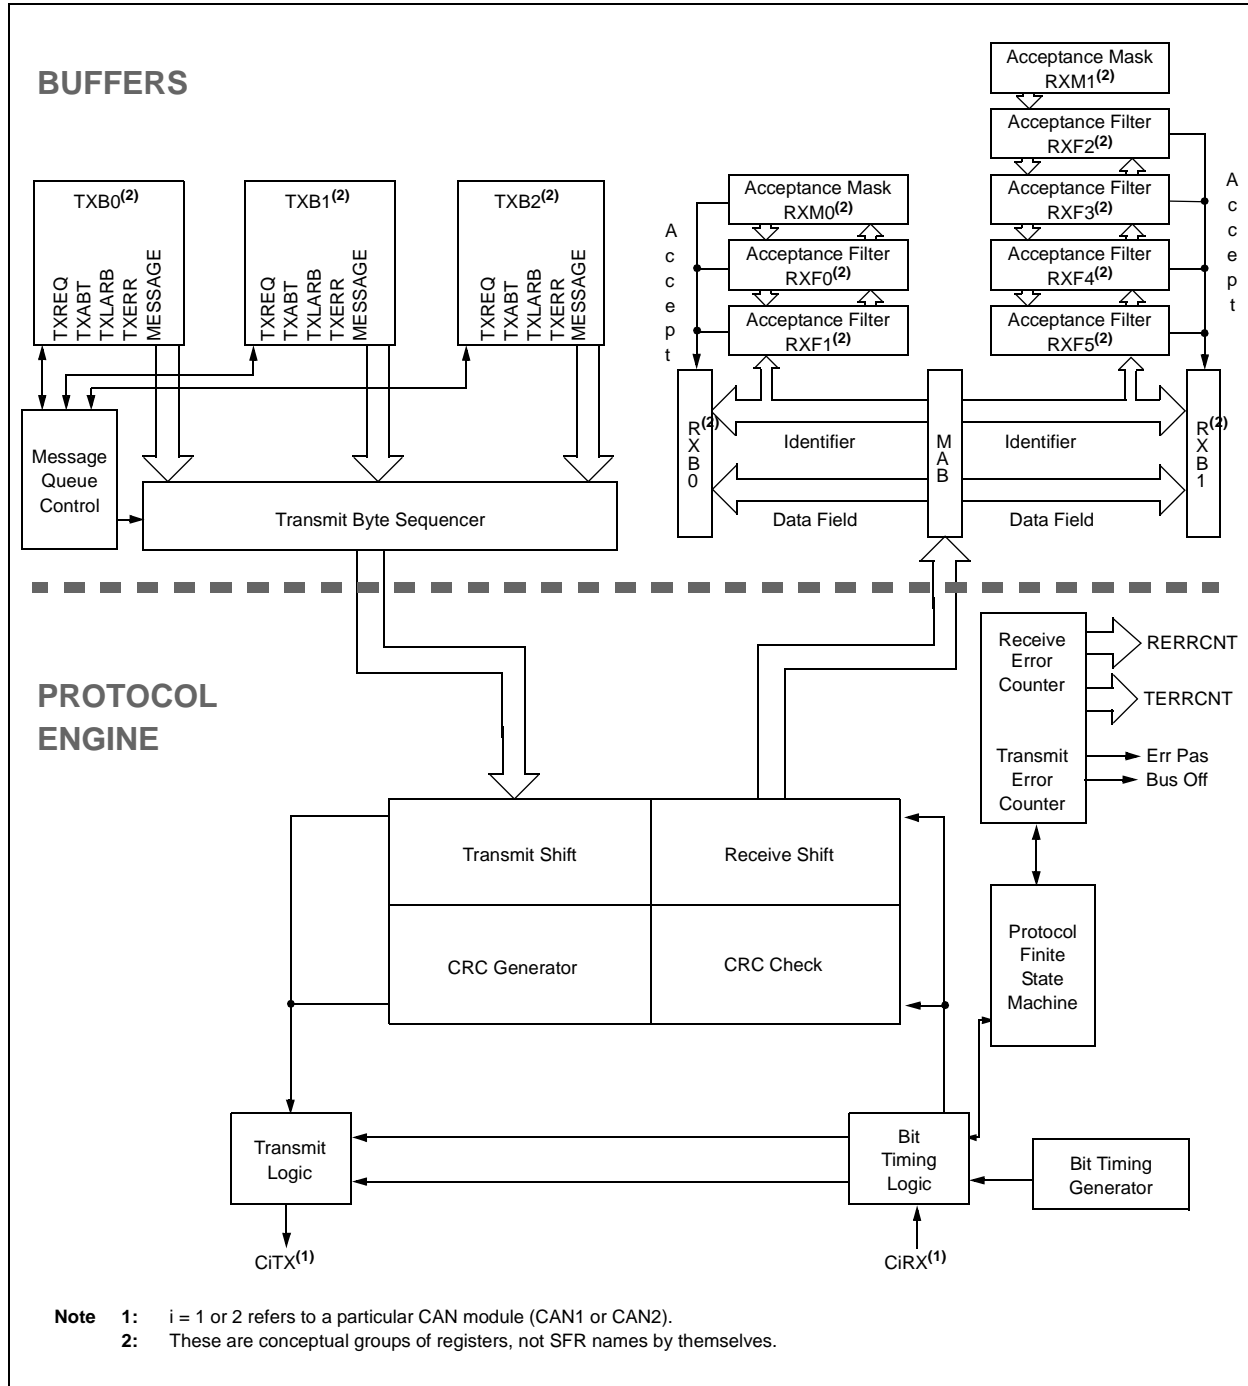 BUFFERS
Acceptance Mask
RXM1(2)
Acceptance Filter
RXF2(2)
Acceptance Filter
RXF3(2)
Acceptance Filter
RXF4(2)
Acceptance Filter
RXF5(2)
Accept
Acceptance Mask
RXM0(2)
Acceptance Filter
RXF0(2)
Acceptance Filter
RXF1(2)
Accept
TXB0(2)
TXREQ
TXABT
TXLARB
TXERR
MESSAGE
TXB1(2)
TXREQ
TXABT
TXLARB
TXERR
MESSAGE
TXB2(2)
TXREQ
TXABT
TXLARB
TXERR
MESSAGE
Message
Queue
Control
Transmit Byte Sequencer
RXB0(2)
Identifier
Data Field
MAB
Identifier
Data Field
RXB1(2)
PROTOCOL
ENGINE
Receive
Error
Counter
Transmit
Error
Counter
RERRCNT
TERRCNT
Err Pas
Bus Off
Transmit Shift
Receive Shift
CRC Generator
CRC Check
Protocol
Finite
State
Machine
Transmit
Logic
Bit
Timing
Logic
Bit Timing
Generator
CiTX(1)
CiRX(1)
Note 1: i = 1 or 2 refers to a particular CAN module (CAN1 or CAN2).
2: These are conceptual groups of registers, not SFR names by themselves.